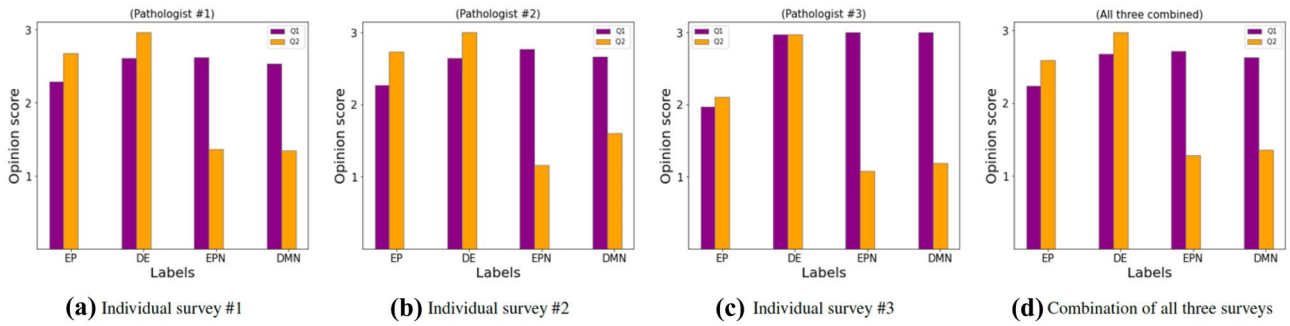 (Pathologist #1)
Q1
Q2
3
2
1
Opinion score
EP DE EPN DMN
Labels
(a) Individual survey #1
(Pathologist #2)
Q1
Q2
3
2
1
Opinion score
EP DE EPN DMN
Labels
(b) Individual survey #2
(Pathologist #3)
Q1
Q2
3
2
1
Opinion score
EP DE EPN DMN
Labels
(c) Individual survey #3
(All three combined)
Q1
Q2
3
2
1
Opinion score
EP DE EPN DMN
Labels
(d) Combination of all three surveys